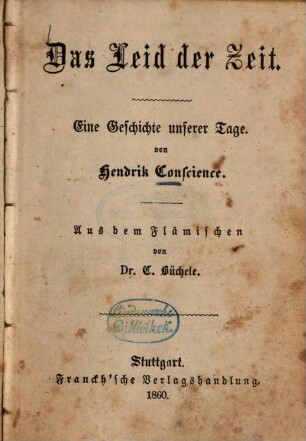 Das Leid der Zeit.
Eine Geschichte unserer Tage.
von
Hendrik Conscience.
Aus dem Flämischen
von
Dr. C. Büchele.
Bibliothek.
Stuttgart.
Franckh'sche Verlagshandlung.
1860.